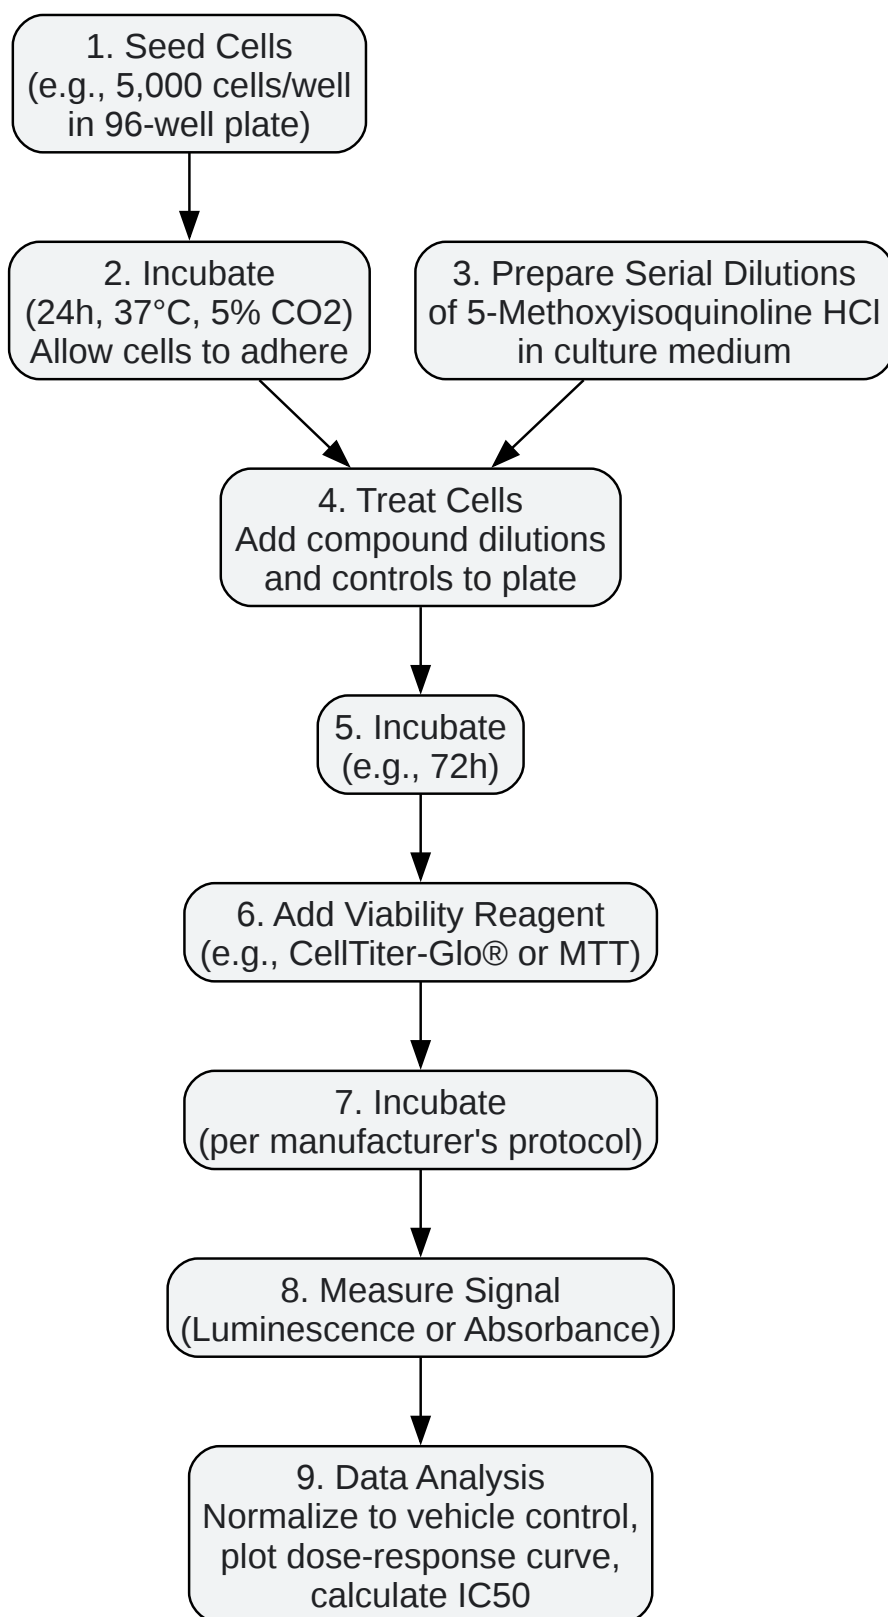 1. Seed Cells
(e.g., 5,000 cells/well
in 96-well plate)
2. Incubate
(24h, 37°C, 5% CO2)
Allow cells to adhere
3. Prepare Serial Dilutions
of 5-Methoxyisoquinoline HCl
in culture medium
4. Treat Cells
Add compound dilutions
and controls to plate
5. Incubate
(e.g., 72h)
6. Add Viability Reagent
(e.g., CellTiter-Glo® or MTT)
7. Incubate
(per manufacturer's protocol)
8. Measure Signal
(Luminescence or Absorbance)
9. Data Analysis
Normalize to vehicle control,
plot dose-response curve,
calculate IC50